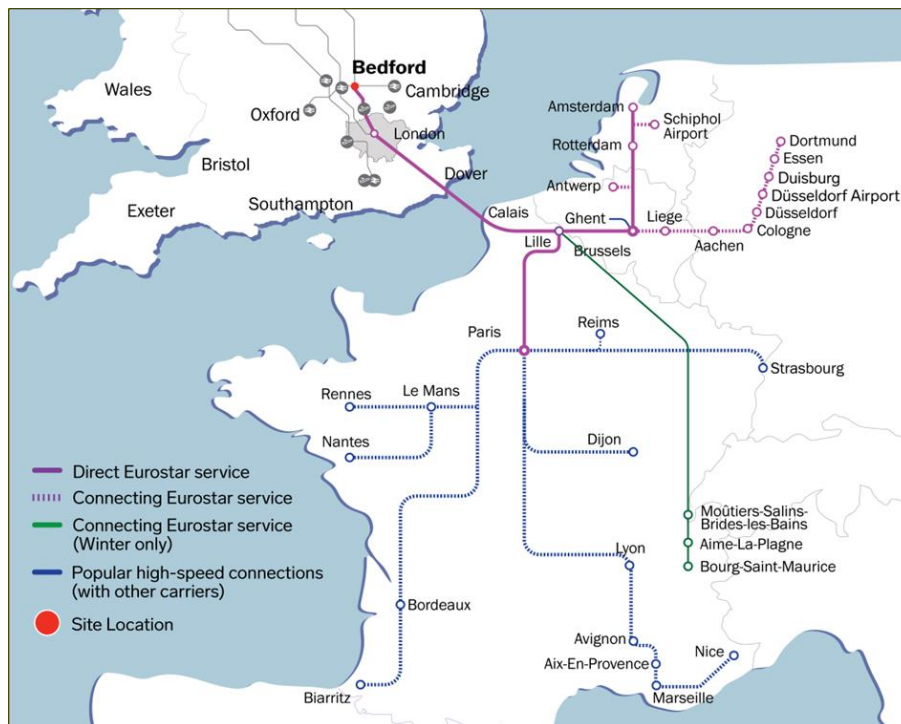 Bedford
Wales
Cambridge
Oxford
London
Bristol
Dover
Exeter
Southampton
Amsterdam
Schiphol
Airport
Rotterdam
Antwerp
Dortmund
Essen
Duisburg
Düsseldorf Airport
Düsseldorf
Cologne
Calais
Ghent
Liege
Lille
Brussels
Aachen
Paris
Reims
Strasbourg
Rennes
Le Mans
Nantes
Dijon
Direct Eurostar service
Connecting Eurostar service
Connecting Eurostar service
(Winter only)
Popular high-speed connections
(with other carriers)
Site Location
Moûtiers-Salins-
Brides-les-Bains
Aime-La-Plagne
Bourg-Saint-Maurice
Lyon
Bordeaux
Avignon
Aix-En-Provence
Nice
Marseille
Biarritz